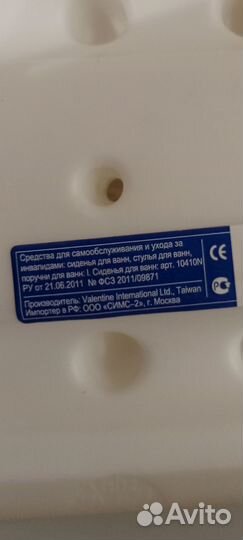 Средства для самообслуживания и ухода за
инвалидами: сиденья для ванн, стулья для ванн,
поручни для ванн: I. Сиденья для ванн: арт. 10410N
РУ от 21.06.2011 № ФСЗ 2011/09871
Производитель: Valentine International Ltd., Taiwan
Импортер в РФ: ООО «СИМС–2», г. Москва
CE
Avito